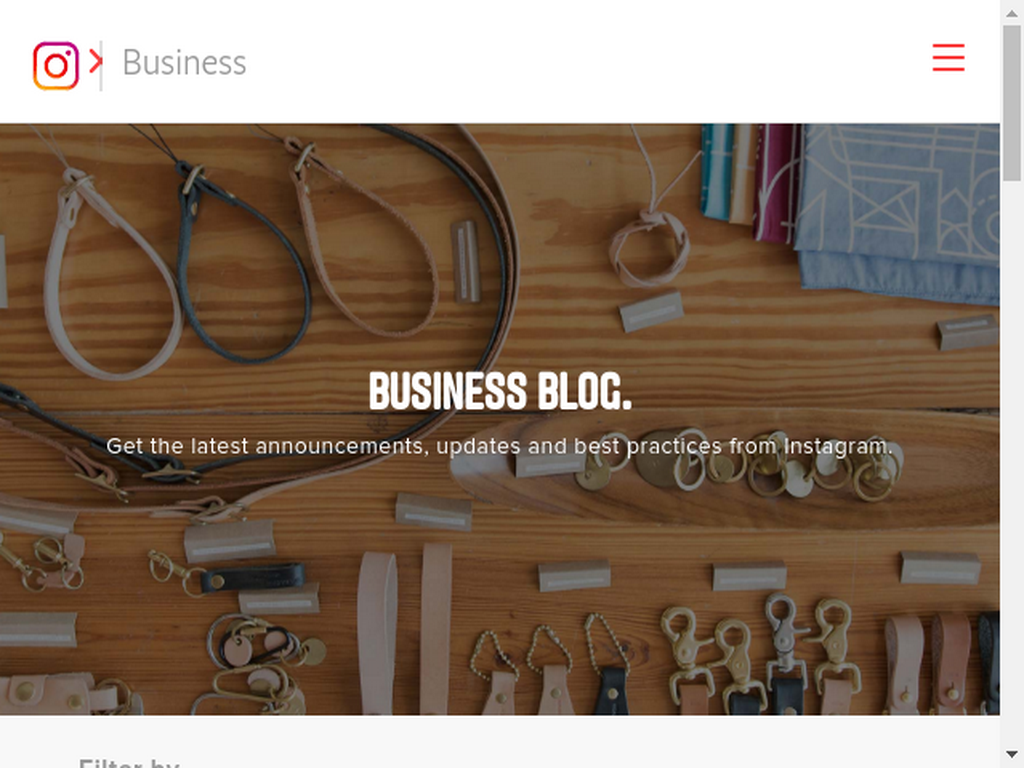 Business
BUSINESS BLOG.
Get the latest announcements, updates and best practices from Instagram.
Filter by